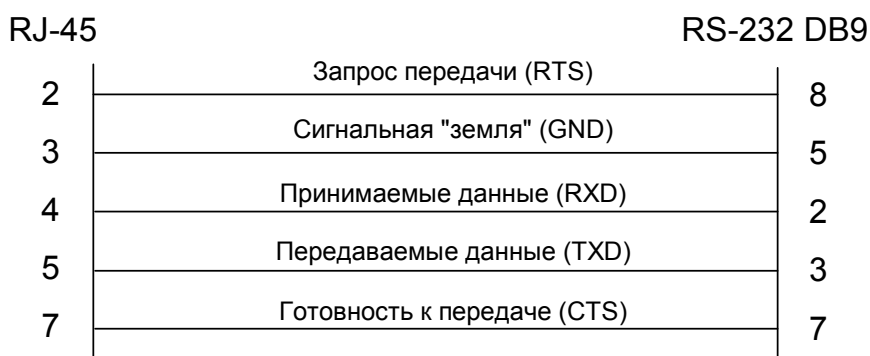 RJ-45 RS-232 DB9
2 Запрос передачи (RTS) 8
3 Сигнальная "земля" (GND) 5
4 Принимаемые данные (RXD) 2
5 Передаваемые данные (TXD) 3
7 Готовность к передаче (CTS) 7